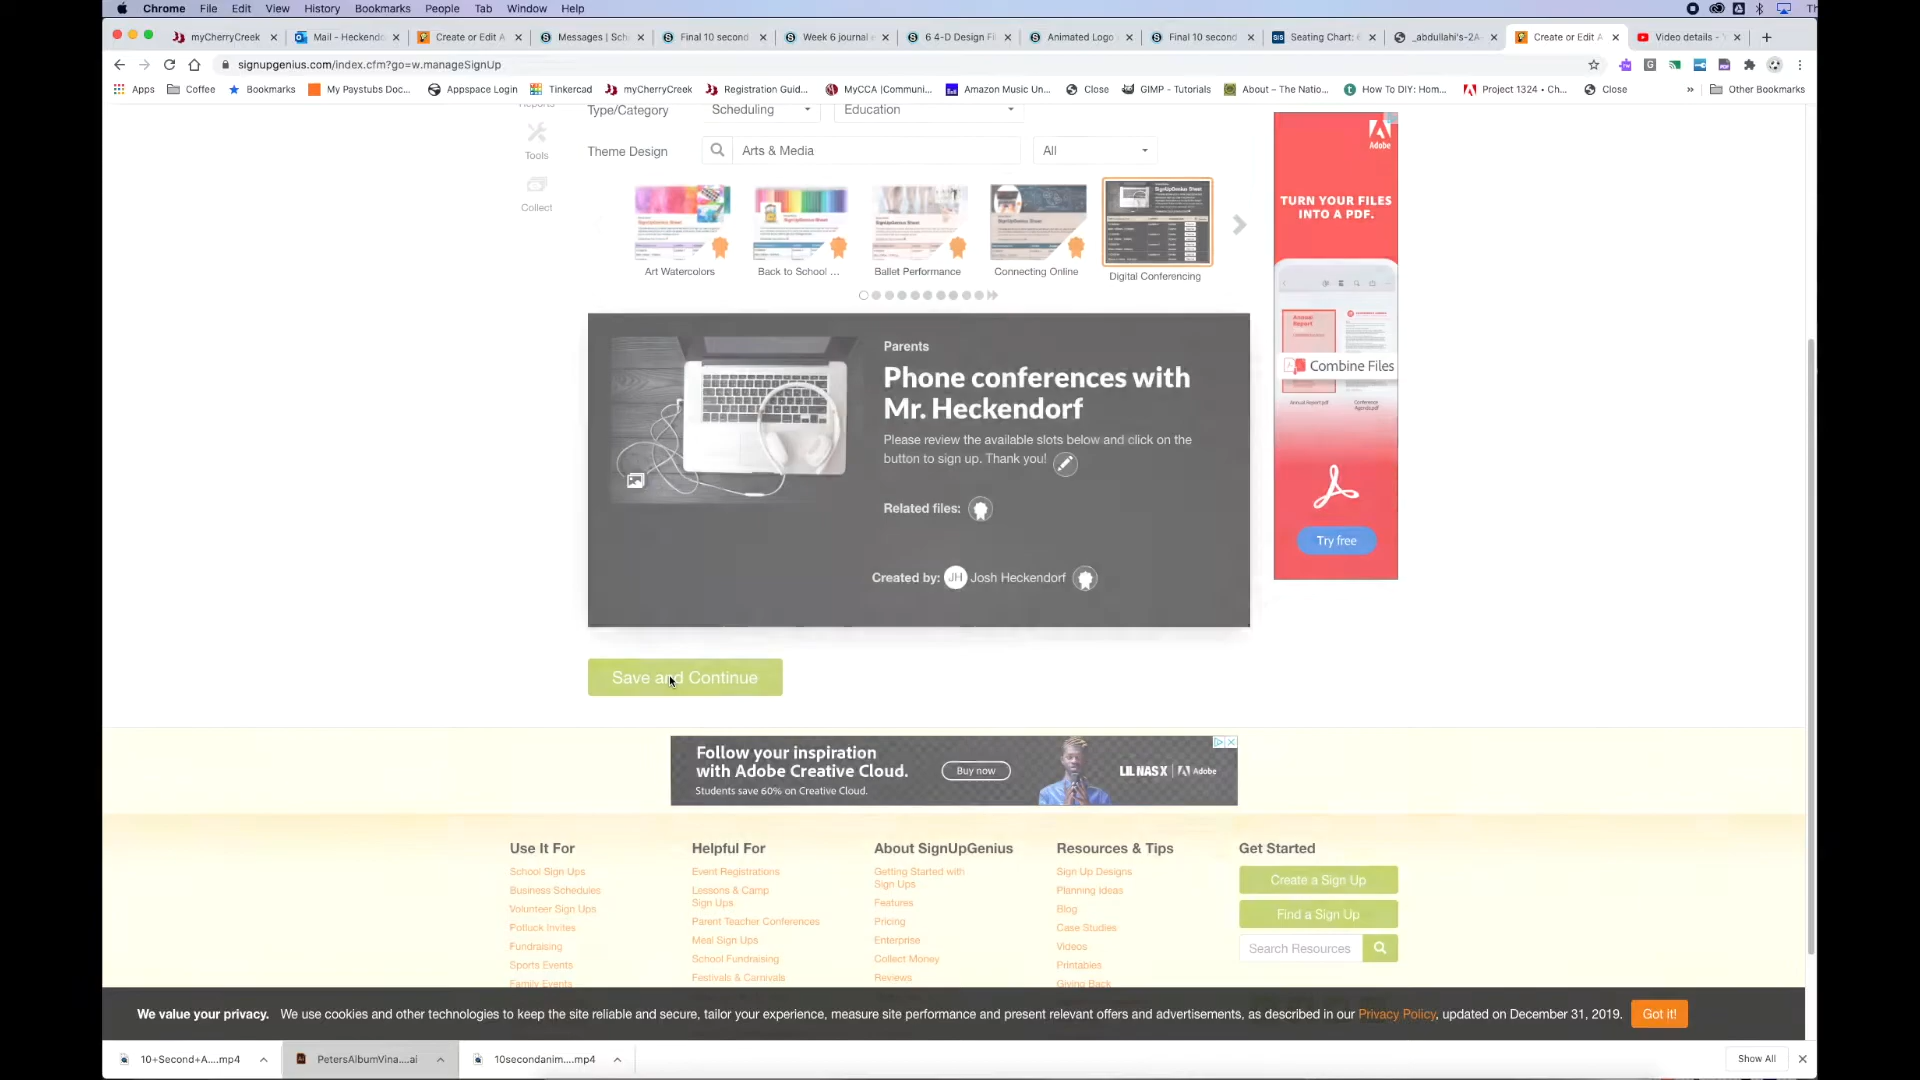 Chrome File Edit View History Bookmarks People Tab Window Help
myCherryCreek Mail - Heckendo Create or Edit A Messages | Sch Final 10 second Week 6 journal 6 4-D Design Fi Animated Logo Final 10 second Seating Chart: 6 _abdullahi's-2A- Create or Edit A Video details -
signupgenius.com/index.cfm?go=w.manageSignUp
Apps Coffee Bookmarks My Paystubs Doc... Appspace Login Tinkercad myCherryCreek Registration Guid... MyCCA |Communi... Amazon Music Un... Close GIMP - Tutorials About – The Natio... How To DIY: Hom... Project 1324 • Ch... Close » Other Bookmarks
Reports
Tools
Collect
Type/Category Scheduling Education
Theme Design Arts & Media All
Art Watercolors Back to School ... Ballet Performance Connecting Online Digital Conferencing
Parents
Phone conferences with
Mr. Heckendorf
Please review the available slots below and click on the
button to sign up. Thank you!
Related files:
Created by: JH Josh Heckendorf
Save and Continue
Adobe
TURN YOUR FILES
INTO A PDF.
Combine Files
Try free
Follow your inspiration
with Adobe Creative Cloud.
Students save 60% on Creative Cloud.
Buy now
LIL NAS X | Adobe
Use It For
School Sign Ups
Business Schedules
Volunteer Sign Ups
Potluck Invites
Fundraising
Sports Events
Family Events
Helpful For
Event Registrations
Lessons & Camp
Sign Ups
Parent Teacher Conferences
Meal Sign Ups
School Fundraising
Festivals & Carnivals
About SignUpGenius
Getting Started with
Sign Ups
Features
Pricing
Enterprise
Collect Money
Reviews
Resources & Tips
Sign Up Designs
Planning Ideas
Blog
Case Studies
Videos
Printables
Giving Back
Get Started
Create a Sign Up
Find a Sign Up
Search Resources
We value your privacy. We use cookies and other technologies to keep the site reliable and secure, tailor your experience, measure site performance and present relevant offers and advertisements, as described in our Privacy Policy, updated on December 31, 2019. Got it!
10+Second+A....mp4 PetersAlbumVina....ai 10secondanim....mp4 Show All